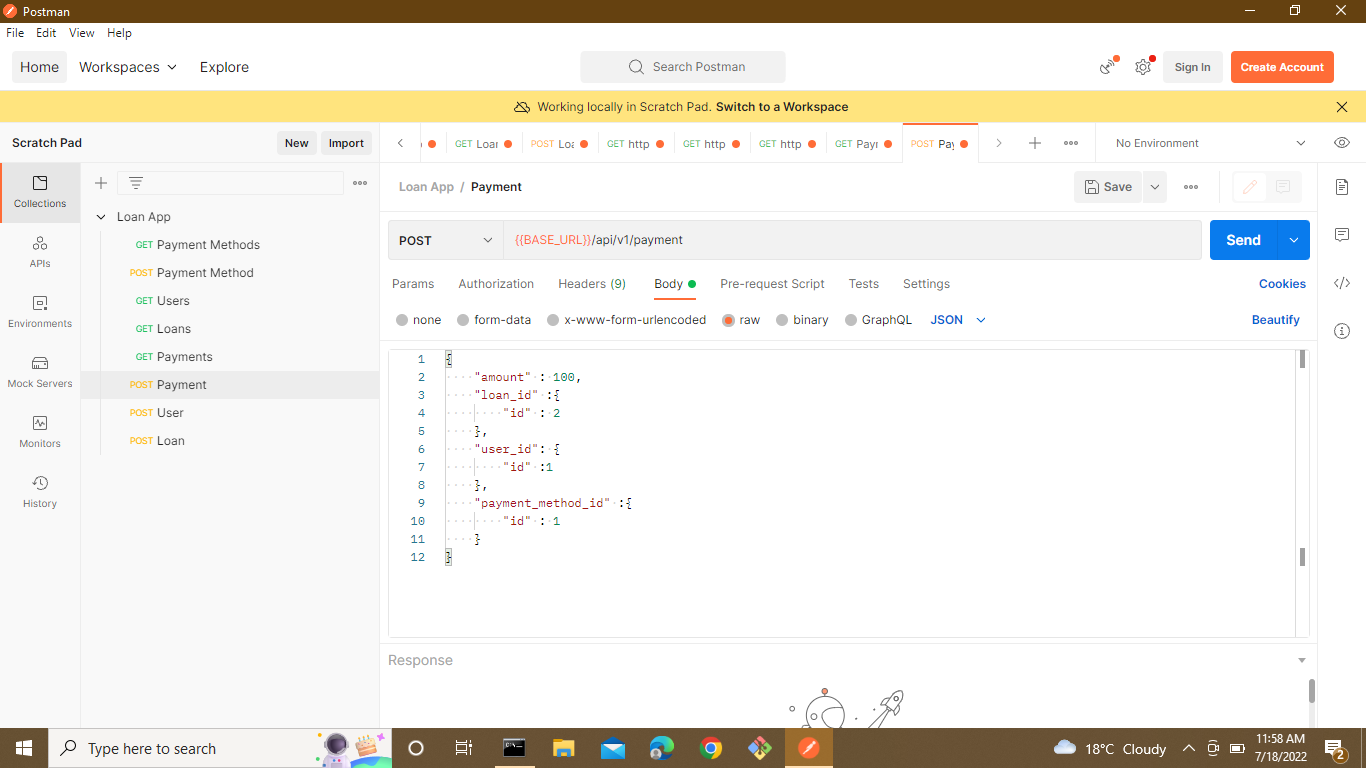 Postman
File Edit View Help
Home Workspaces Explore Search Postman Sign In Create Account
Working locally in Scratch Pad. Switch to a Workspace
Scratch Pad New Import
GET Loan POST Loa GET http GET http GET http GET Payn POST Pay No Environment
Collections
APIs
Environments
Mock Servers
Monitors
History
Loan App
GET Payment Methods
POST Payment Method
GET Users
GET Loans
GET Payments
POST Payment
POST User
POST Loan
Loan App / Payment Save
POST {{BASE_URL}}/api/v1/payment Send
Params Authorization Headers (9) Body Pre-request Script Tests Settings Cookies
none form-data x-www-form-urlencoded raw binary GraphQL JSON Beautify
1 {
2 "amount" : 100,
3 "loan_id" :{
4 "id" : 2
5 },
6 "user_id": {
7 "id" :1
8 },
9 "payment_method_id" :{
10 "id" : 1
11 }
12 }
Response
Type here to search 18°C Cloudy 11:58 AM
7/18/2022 2